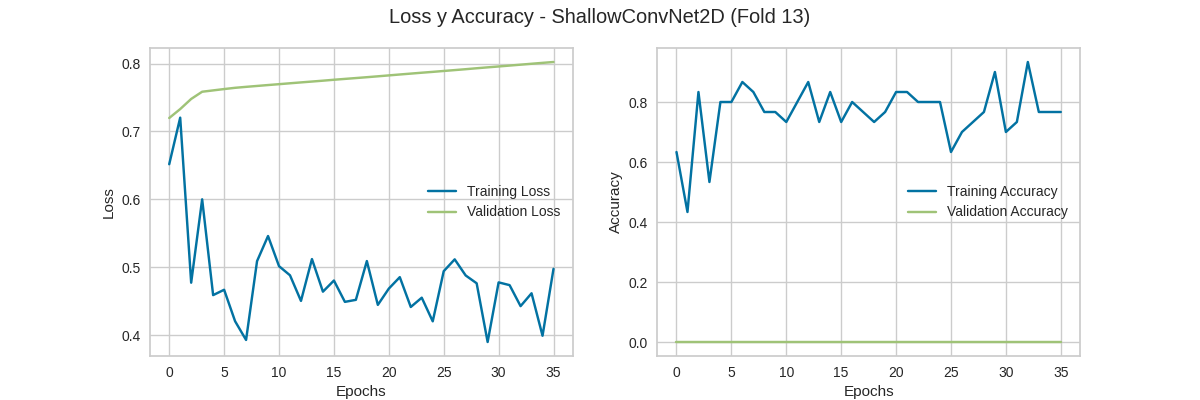 Loss y Accuracy - ShallowConvNet2D (Fold 13)
0.8
0.7
0.6
0.5
0.4
Loss
Training Loss
Validation Loss
0 5 10 15 20 25 30 35
Epochs
0.8
0.6
0.4
0.2
0.0
Accuracy
Training Accuracy
Validation Accuracy
0 5 10 15 20 25 30 35
Epochs